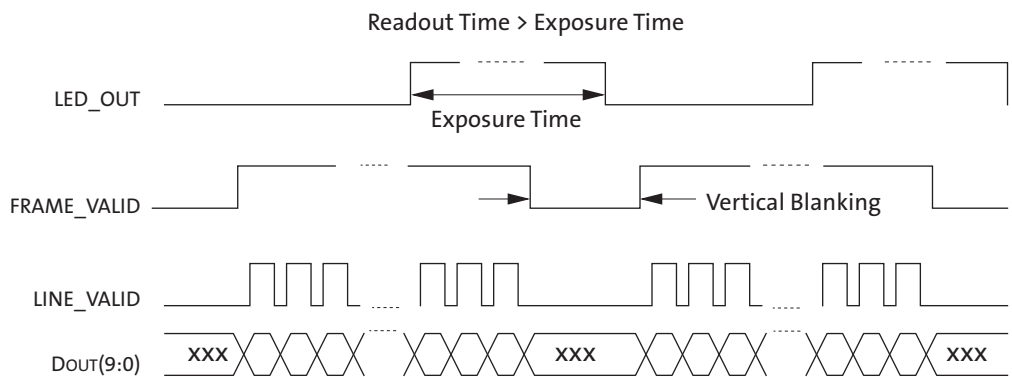 Readout Time > Exposure Time
LED_OUT
Exposure Time
FRAME_VALID
Vertical Blanking
LINE_VALID
DOUT(9:0)
XXX
XXX
XXX